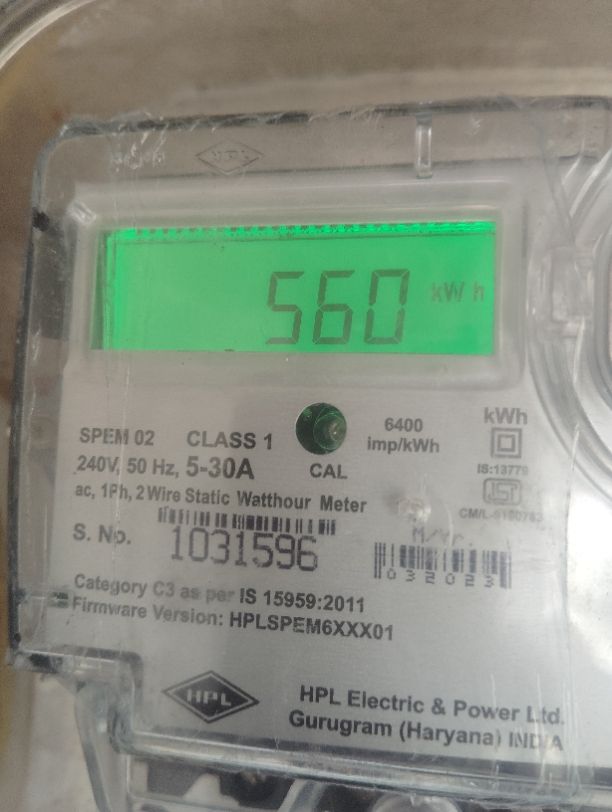 HPL
560 kWh
SPEM 02 CLASS 1 6400 imp/kWh kWh
240V, 50 Hz, 5-30A CAL IS:13779
ac, 1Ph, 2 Wire Static Watthour Meter
S. No. 1031596 M/Yr.
032023
Category C3 as per IS 15959:2011
Firmware Version: HPLSPEM6XXX01
HPL
HPL Electric & Power Ltd.
Gurugram (Haryana) INDIA